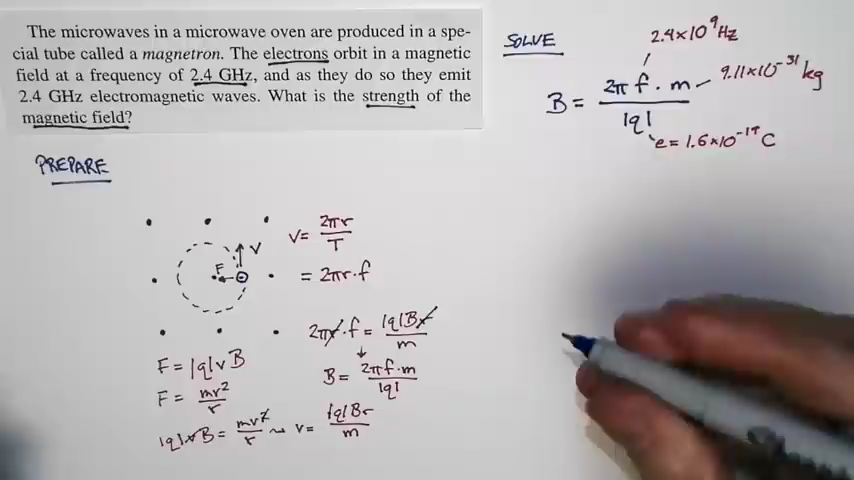 The microwaves in a microwave oven are produced in a spe-
cial tube called a magnetron. The electrons orbit in a magnetic
field at a frequency of 2.4 GHz, and as they do so they emit
2.4 GHz electromagnetic waves. What is the strength of the
magnetic field?
PREPARE
V
F
v = 2πr / T
= 2πr·f
2πr·f = |q|Br / m
B = 2πf·m / |q|
F = |q|vB
F = mv² / r
|q|vB = mv² / r → v = |q|Br / m
SOLVE
2.4×10⁹ Hz
B = 2π f · m / |q|
9.11×10⁻³¹ kg
e = 1.6×10⁻¹⁹ C